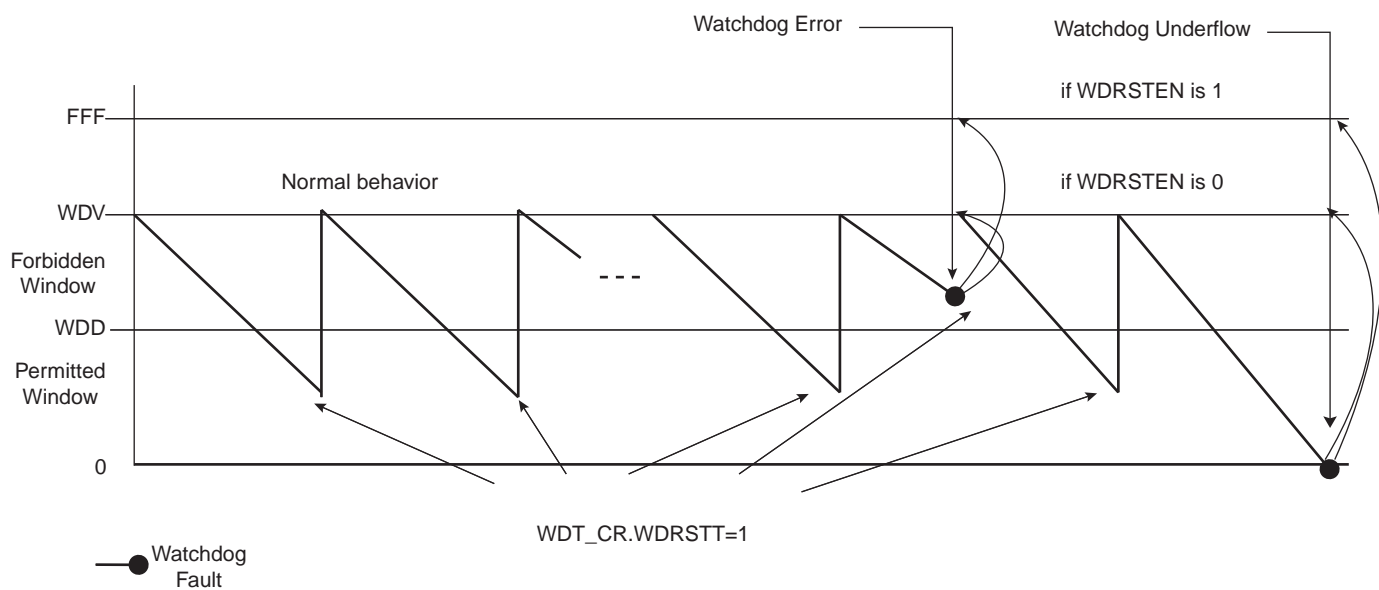 Watchdog Error
Watchdog Underflow
if WDRSTEN is 1
FFF
Normal behavior
if WDRSTEN is 0
WDV
Forbidden
Window
WDD
Permitted
Window
0
WDT_CR.WDRSTT=1
Watchdog
Fault